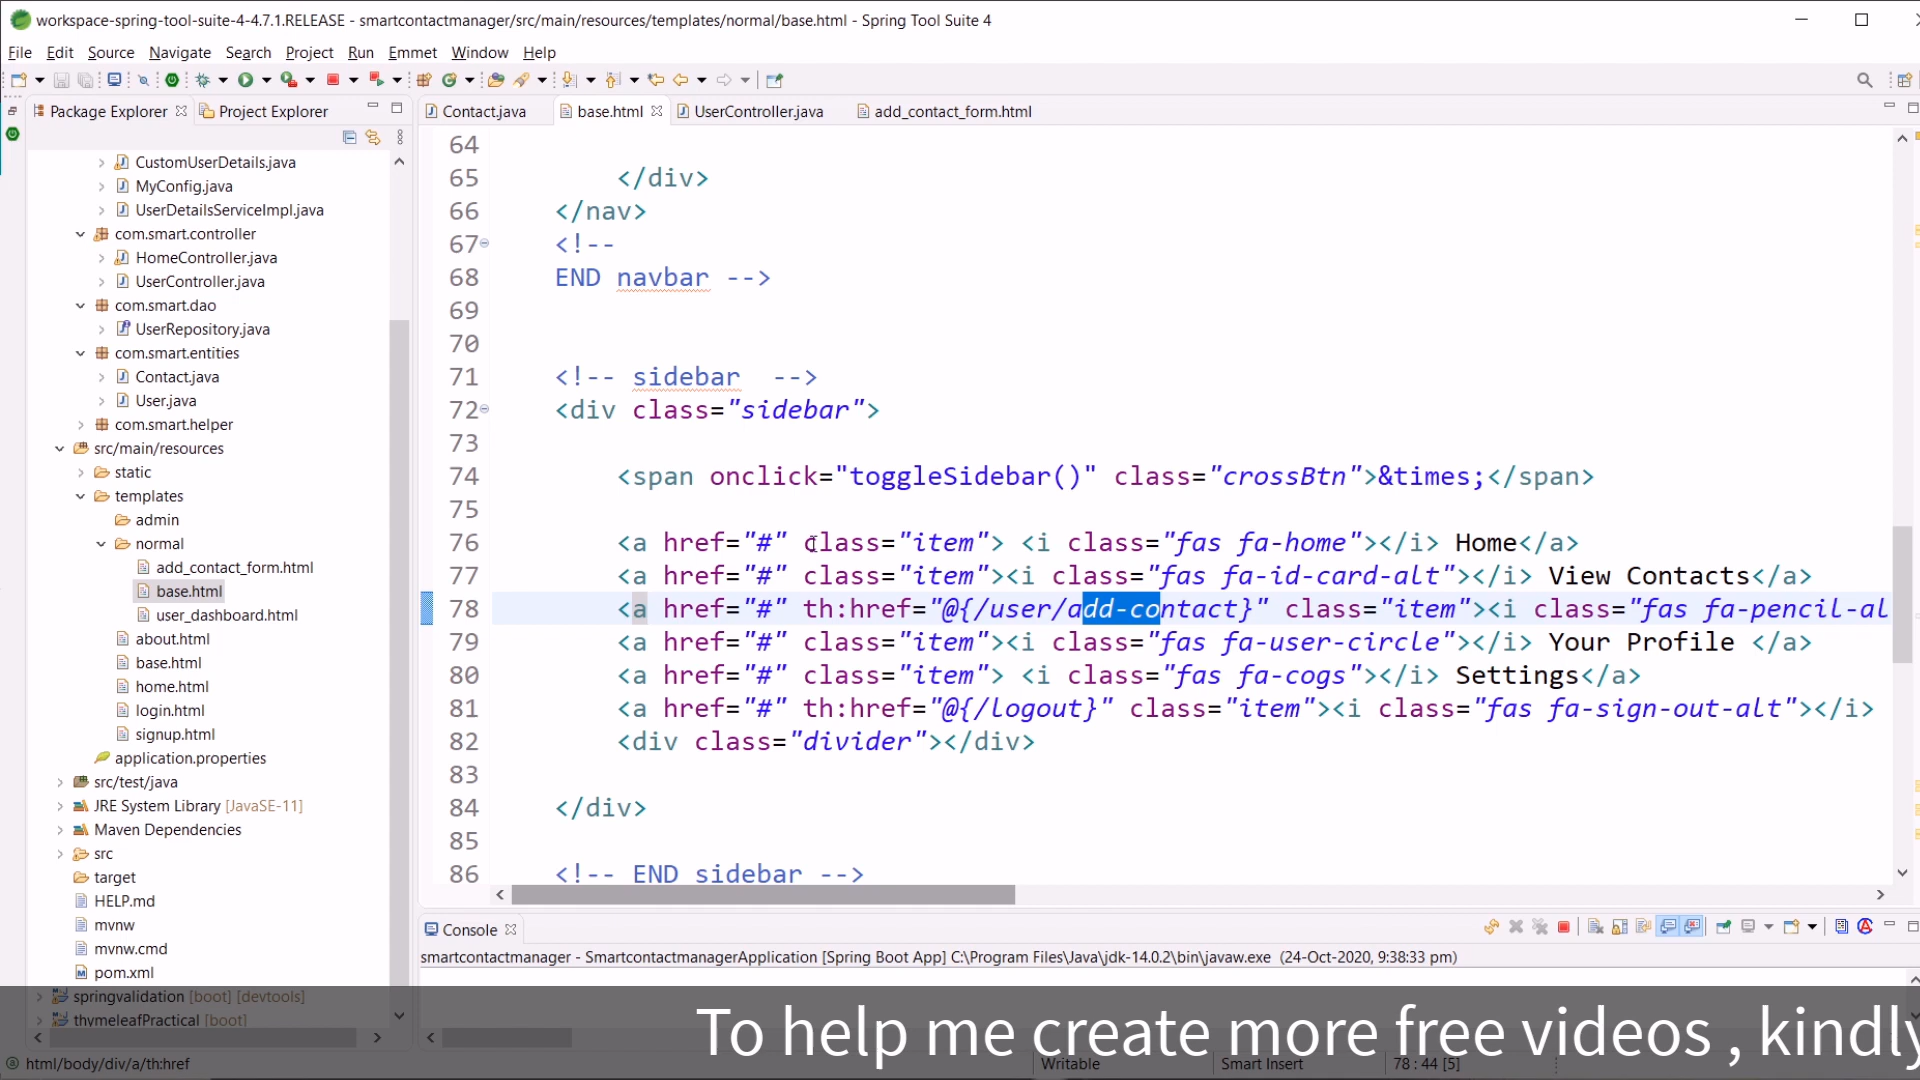 workspace-spring-tool-suite-4-4.7.1.RELEASE - smartcontactmanager/src/main/resources/templates/normal/base.html - Spring Tool Suite 4
File Edit Source Navigate Search Project Run Emmet Window Help
Package Explorer Project Explorer
Contact.java base.html UserController.java add_contact_form.html
CustomUserDetails.java
MyConfig.java
UserDetailsServiceImpl.java
com.smart.controller
HomeController.java
UserController.java
com.smart.dao
UserRepository.java
com.smart.entities
Contact.java
User.java
com.smart.helper
src/main/resources
static
templates
admin
normal
add_contact_form.html
base.html
user_dashboard.html
about.html
base.html
home.html
login.html
signup.html
application.properties
src/test/java
JRE System Library [JavaSE-11]
Maven Dependencies
src
target
HELP.md
mvnw
mvnw.cmd
pom.xml
springvalidation [boot] [devtools]
thymeleafPractical [boot]
64
65 </div>
66 </nav>
67 <!--
68 END navbar -->
69
70
71 <!-- sidebar -->
72 <div class="sidebar">
73
74 <span onclick="toggleSidebar()" class="crossBtn">&times;</span>
75
76 <a href="#" class="item"> <i class="fas fa-home"></i> Home</a>
77 <a href="#" class="item"><i class="fas fa-id-card-alt"></i> View Contacts</a>
78 <a href="#" th:href="@{/user/add-contact}" class="item"><i class="fas fa-pencil-al
79 <a href="#" class="item"><i class="fas fa-user-circle"></i> Your Profile </a>
80 <a href="#" class="item"> <i class="fas fa-cogs"></i> Settings</a>
81 <a href="#" th:href="@{/logout}" class="item"><i class="fas fa-sign-out-alt"></i>
82 <div class="divider"></div>
83
84 </div>
85
86 <!-- END sidebar -->
Console
smartcontactmanager - SmartcontactmanagerApplication [Spring Boot App] C:\Program Files\Java\jdk-14.0.2\bin\javaw.exe (24-Oct-2020, 9:38:33 pm)
To help me create more free videos , kindly
html/body/div/a/th:href Writable Smart Insert 78 : 44 [5]